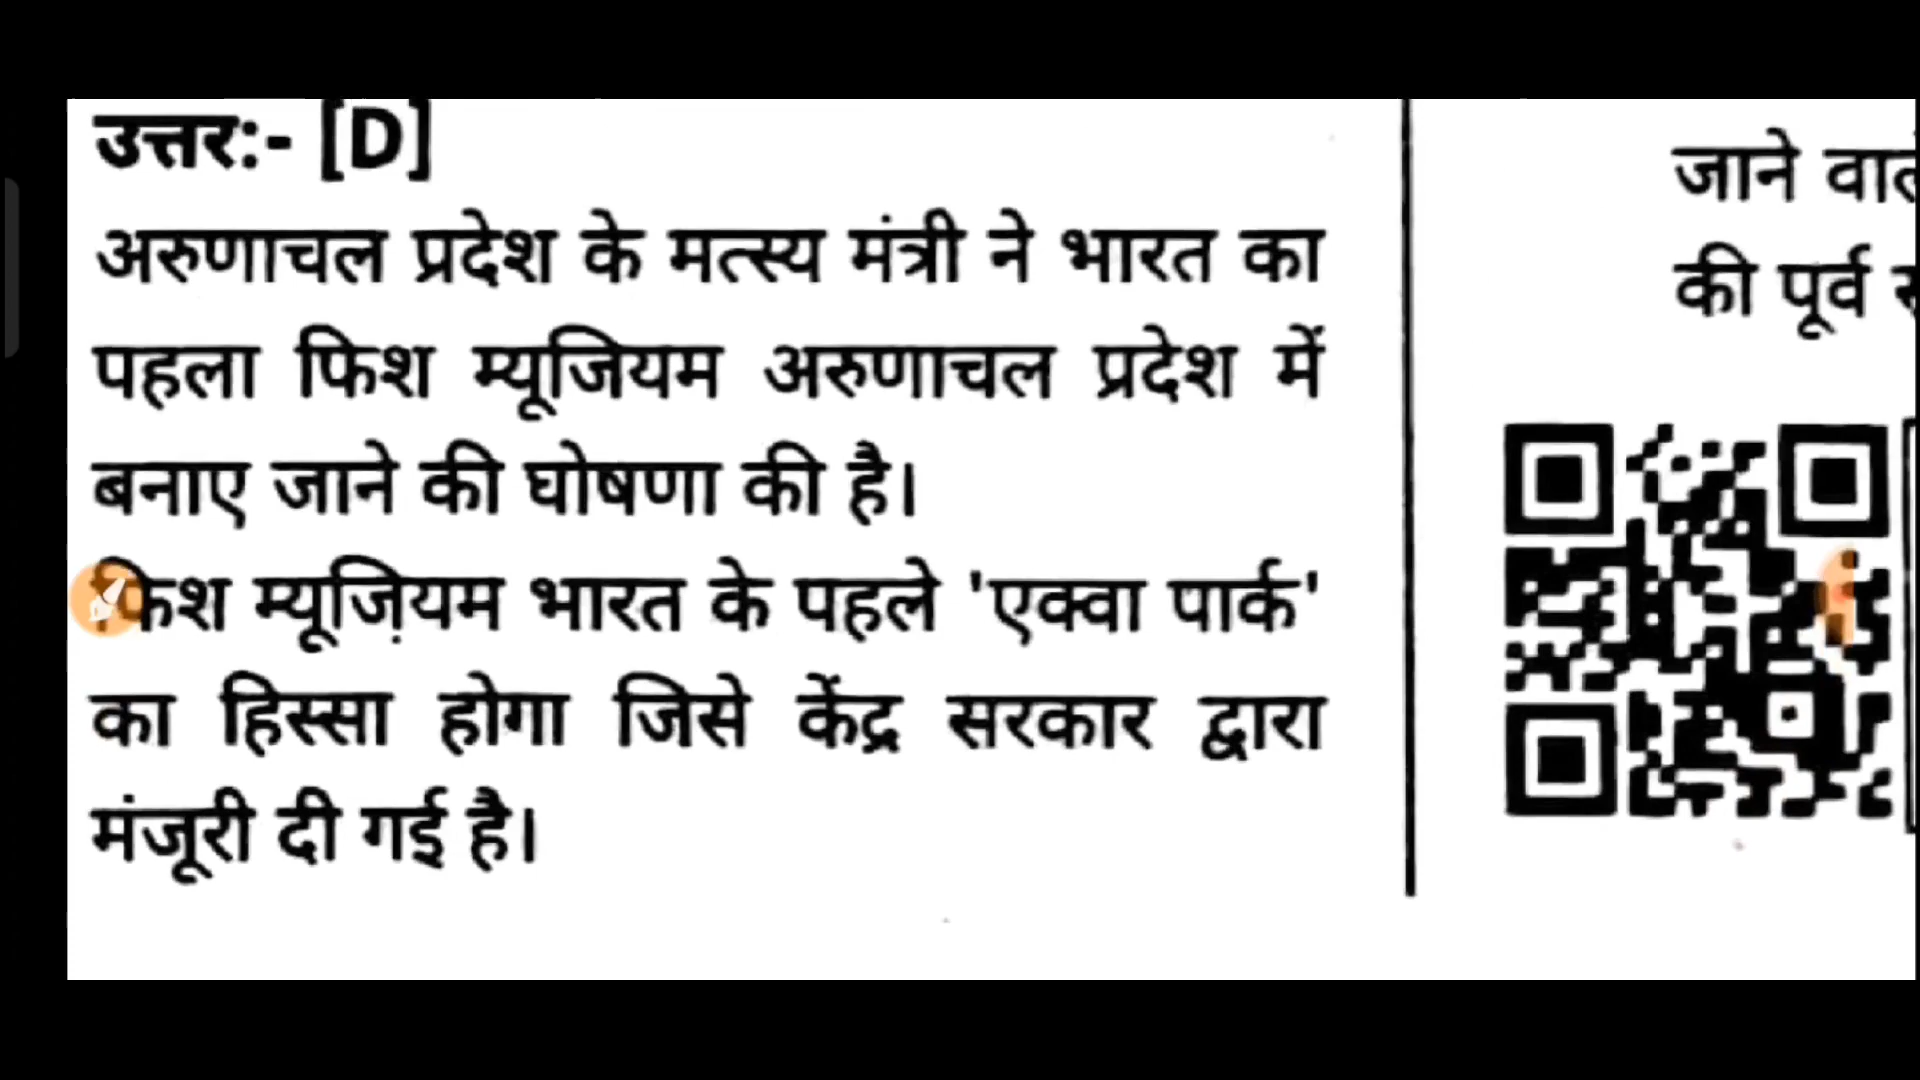 उत्तर:- [D]
अरुणाचल प्रदेश के मत्स्य मंत्री ने भारत का
पहला फिश म्यूजियम अरुणाचल प्रदेश में
बनाए जाने की घोषणा की है।
फिश म्यूज़ियम भारत के पहले 'एक्वा पार्क'
का हिस्सा होगा जिसे केंद्र सरकार द्वारा
मंजूरी दी गई है।
जाने
की पूर्व